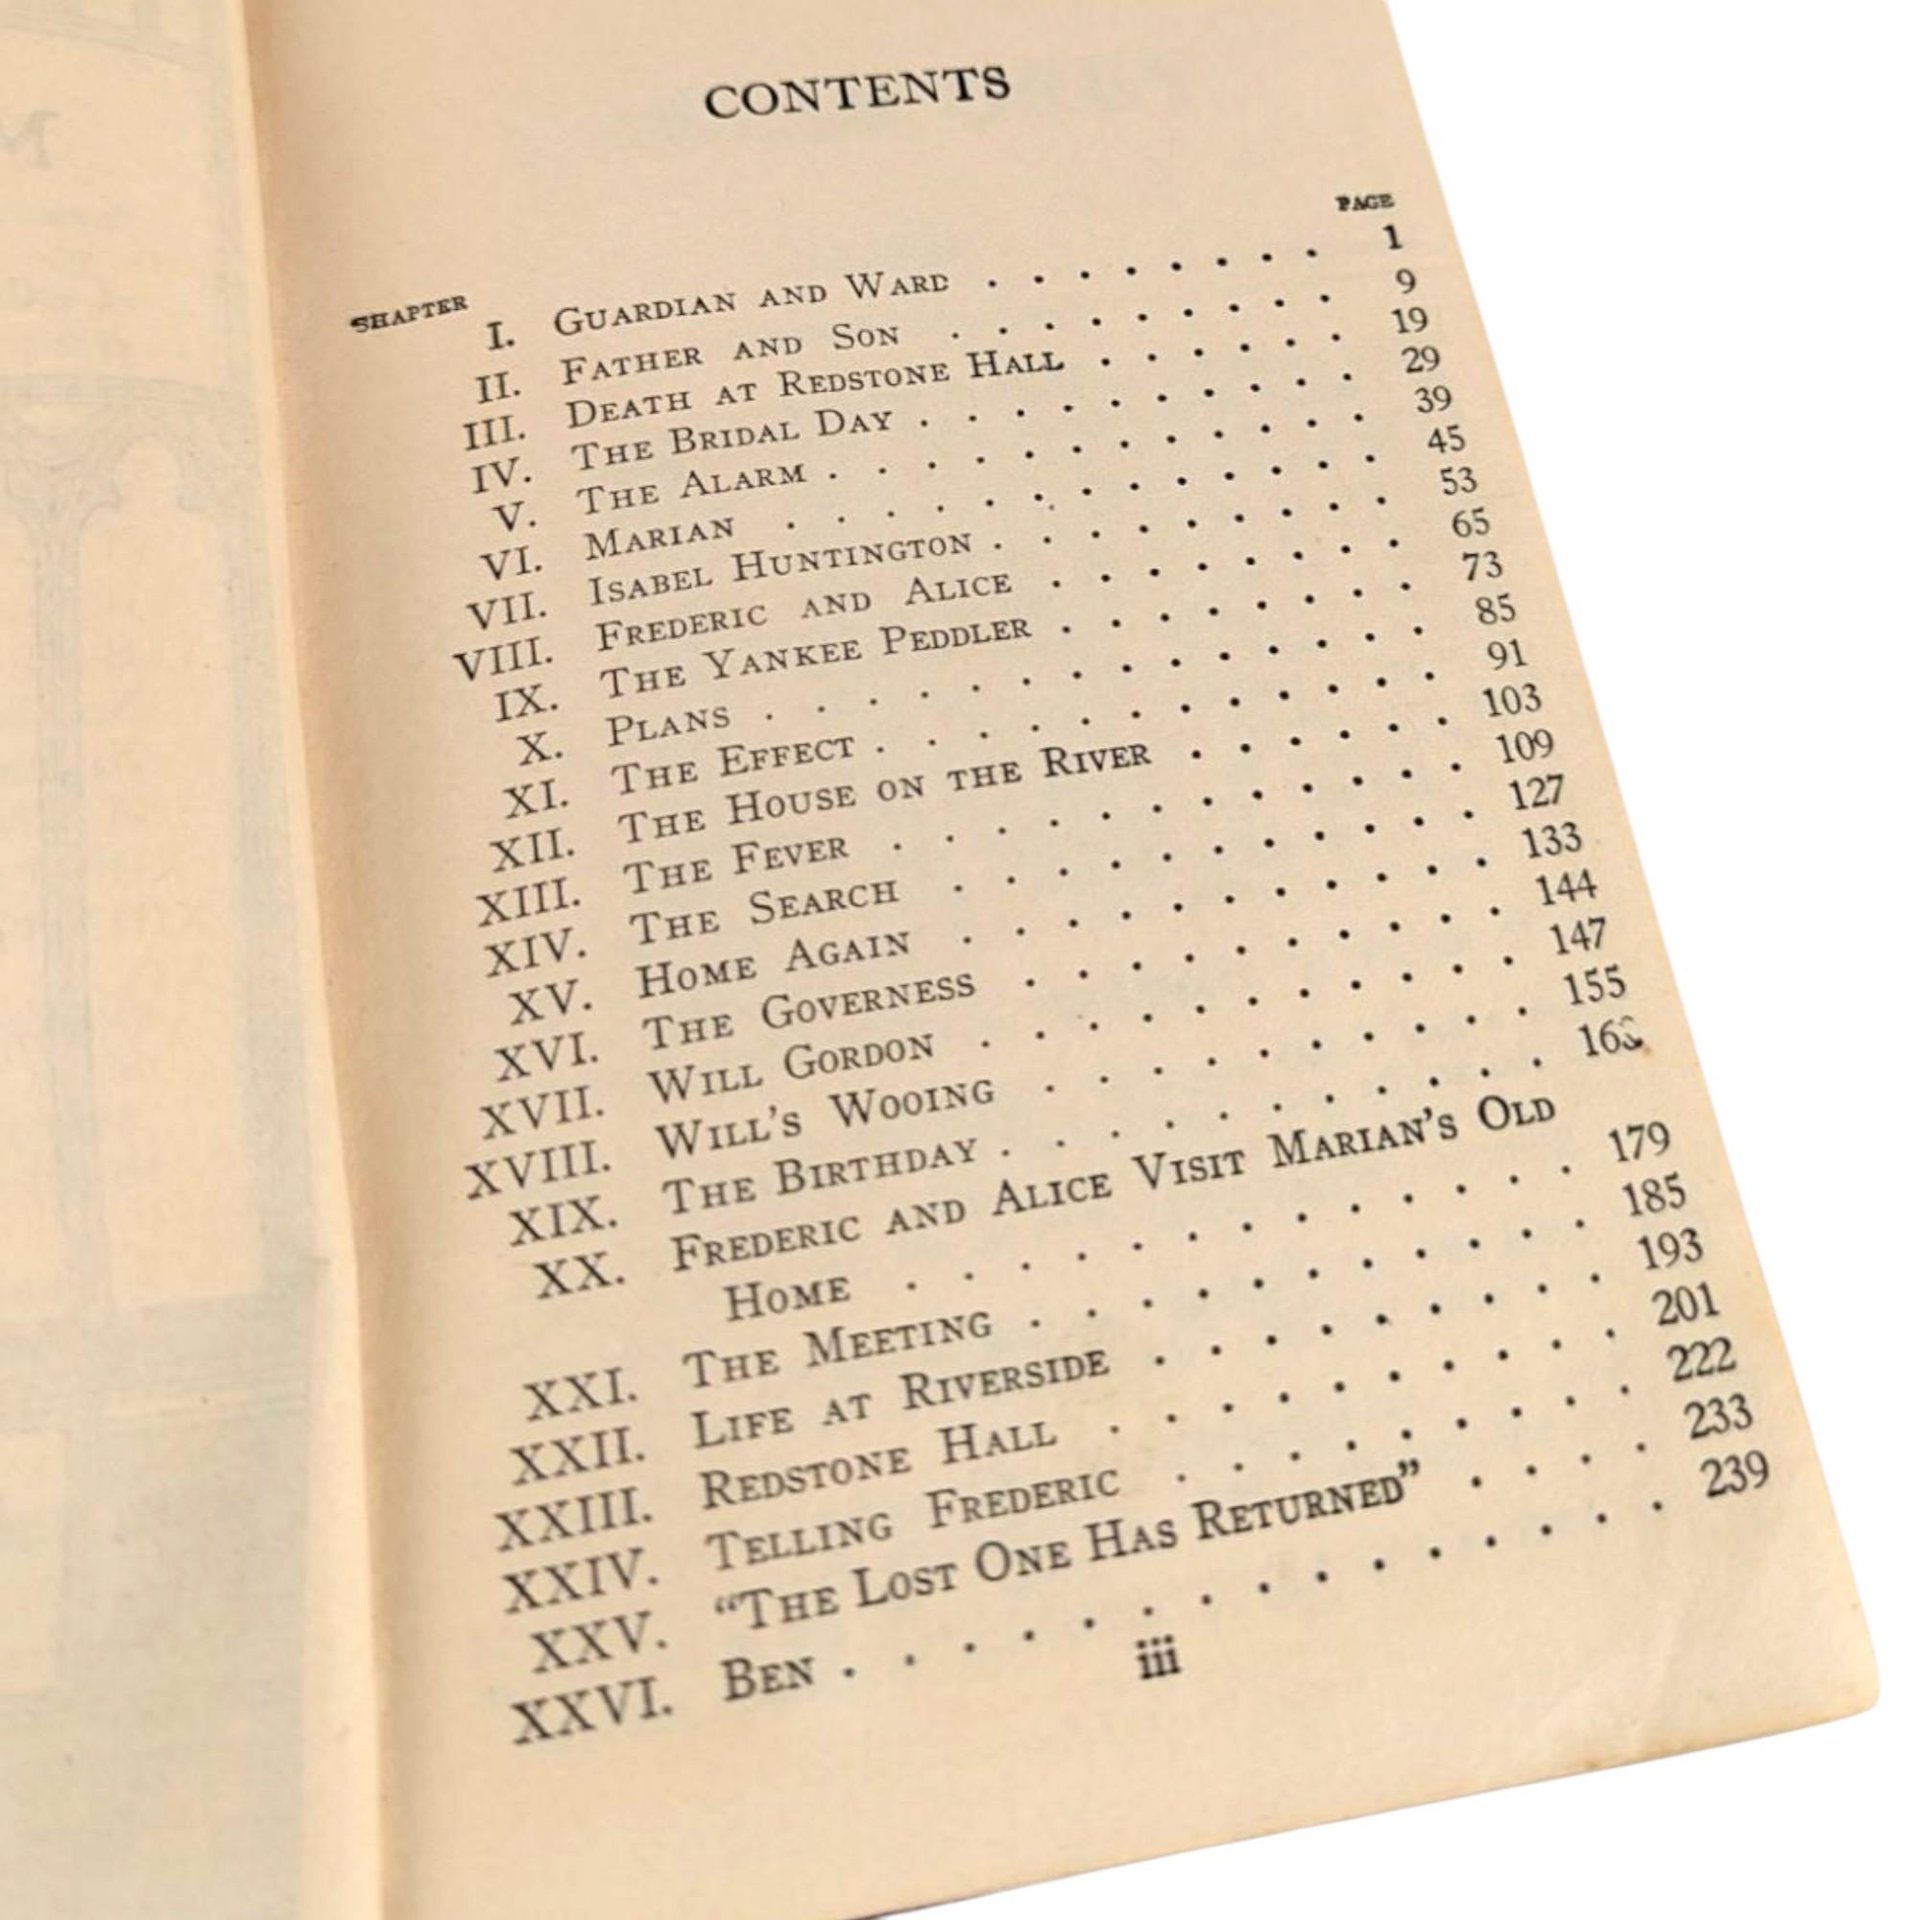 CONTENTS
CHAPTER PAGE
I. GUARDIAN AND WARD . . . . . . . . 1
II. FATHER AND SON . . . . . . . . . 9
III. DEATH AT REDSTONE HALL . . . . . . 19
IV. THE BRIDAL DAY . . . . . . . . . . 29
V. THE ALARM . . . . . . . . . . . . 39
VI. MARIAN . . . . . . . . . . . . . 45
VII. ISABEL HUNTINGTON . . . . . . . . . 53
VIII. FREDERIC AND ALICE . . . . . . . . 65
IX. THE YANKEE PEDDLER . . . . . . . . 73
X. PLANS . . . . . . . . . . . . . . 85
XI. THE EFFECT . . . . . . . . . . . . 91
XII. THE HOUSE ON THE RIVER . . . . . . 103
XIII. THE FEVER . . . . . . . . . . . . 109
XIV. THE SEARCH . . . . . . . . . . . 127
XV. HOME AGAIN . . . . . . . . . . . 133
XVI. THE GOVERNESS . . . . . . . . . . 144
XVII. WILL GORDON . . . . . . . . . . . 147
XVIII. WILL'S WOOING . . . . . . . . . . 155
XIX. THE BIRTHDAY . . . . . . . . . . .
XX. FREDERIC AND ALICE VISIT MARIAN'S OLD
HOME . . . . . . . . . . . . . 179
XXI. THE MEETING . . . . . . . . . . . 185
XXII. LIFE AT RIVERSIDE . . . . . . . . . 193
XXIII. REDSTONE HALL . . . . . . . . . . 201
XXIV. TELLING FREDERIC . . . . . . . . . 222
XXV. “THE LOST ONE HAS RETURNED” . . . . 233
XXVI. BEN . . . . . . . . . . . . . . . 239
iii